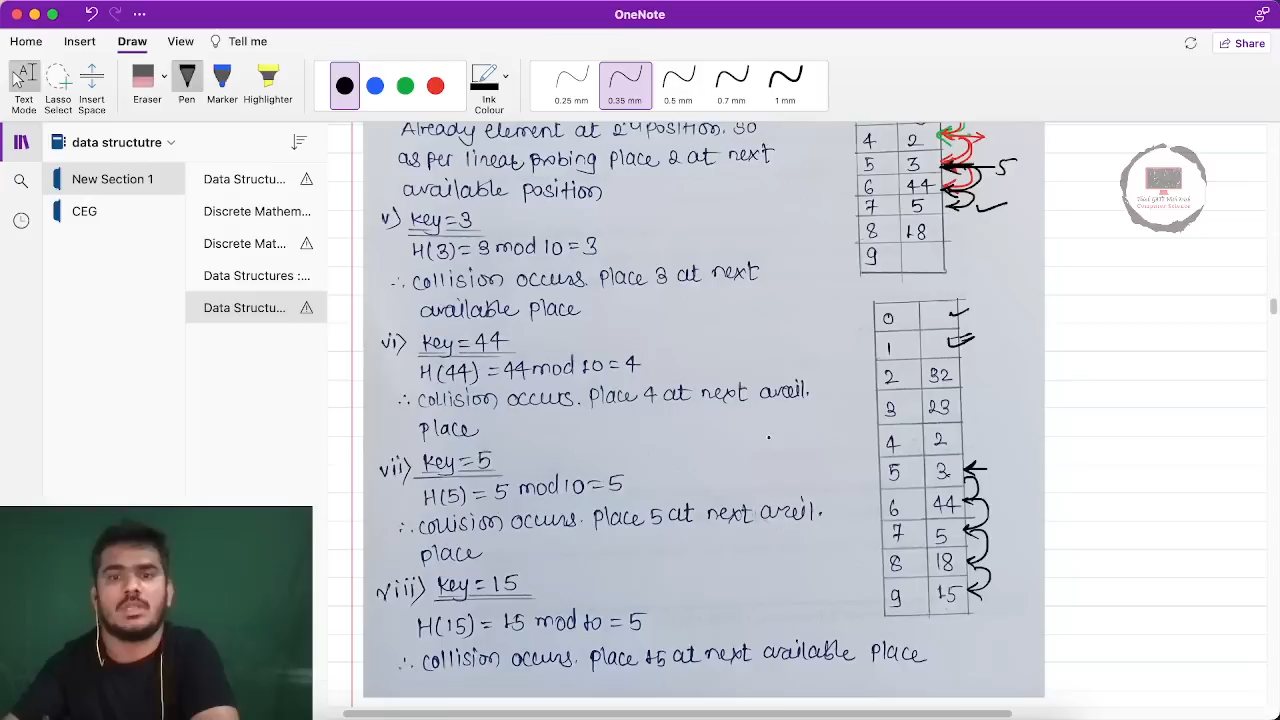 OneNote
Home Insert Draw View Tell me
Share
Text Mode
Lasso Select
Insert Space
Eraser
Pen
Marker
Highlighter
Ink Colour
0.25 mm
0.35 mm
0.5 mm
0.7 mm
1 mm
data structutre
New Section 1
CEG
Data Structu...
Discrete Mathem...
Discrete Mat...
Data Structures :...
Data Structu...
Already element at position. So
as per linear probing place 2 at next
available position
v) Key=3
H(3)=3 mod 10=3
∴ collision occurs. Place 3 at next
available place
vi) Key=44
H(44)=44 mod 10=4
∴ collision occurs. Place 4 at next avail.
place
vii) Key=5
H(5)=5 mod 10=5
∴ collision occurs. Place 5 at next avail.
place
viii) Key=15
H(15)=15 mod 10=5
∴ collision occurs. Place 15 at next available place
4 2
5 3
5
6 44
7 5
8 18
9
0
1
2 32
3 23
4 2
5 3
6 44
7 5
8 18
9 15
Computer Science